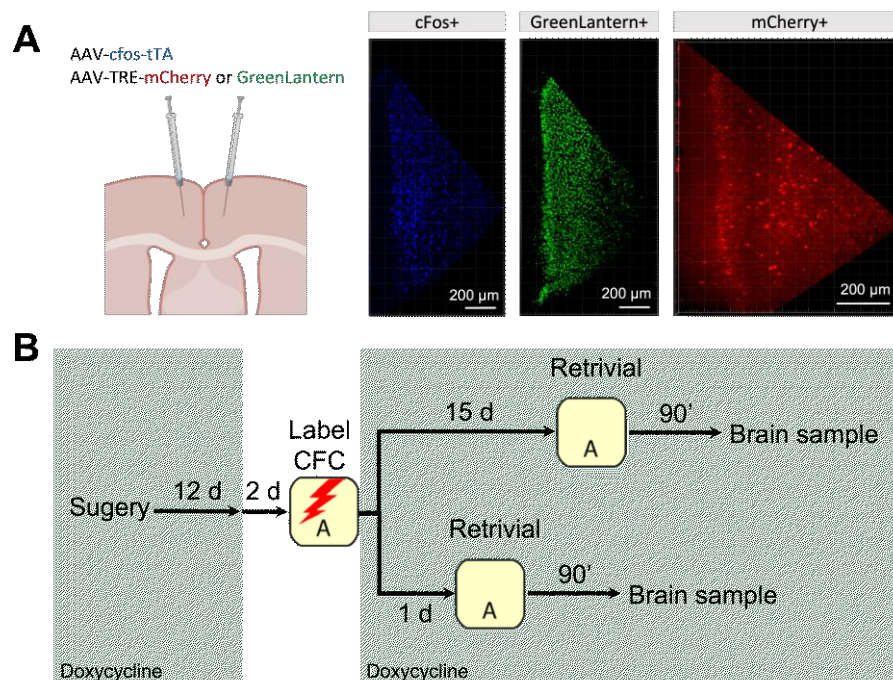 A
AAV-cfos-tTA
AAV-TRE-mCherry or GreenLantern
cFos+
GreenLantern+
mCherry+
200 µm
200 µm
200 µm
B
Retrivial
15 d
90'
Brain sample
Label
CFC
A
Sugery
12 d
2 d
A
Retrivial
1 d
90'
Brain sample
A
Doxycycline
Doxycycline